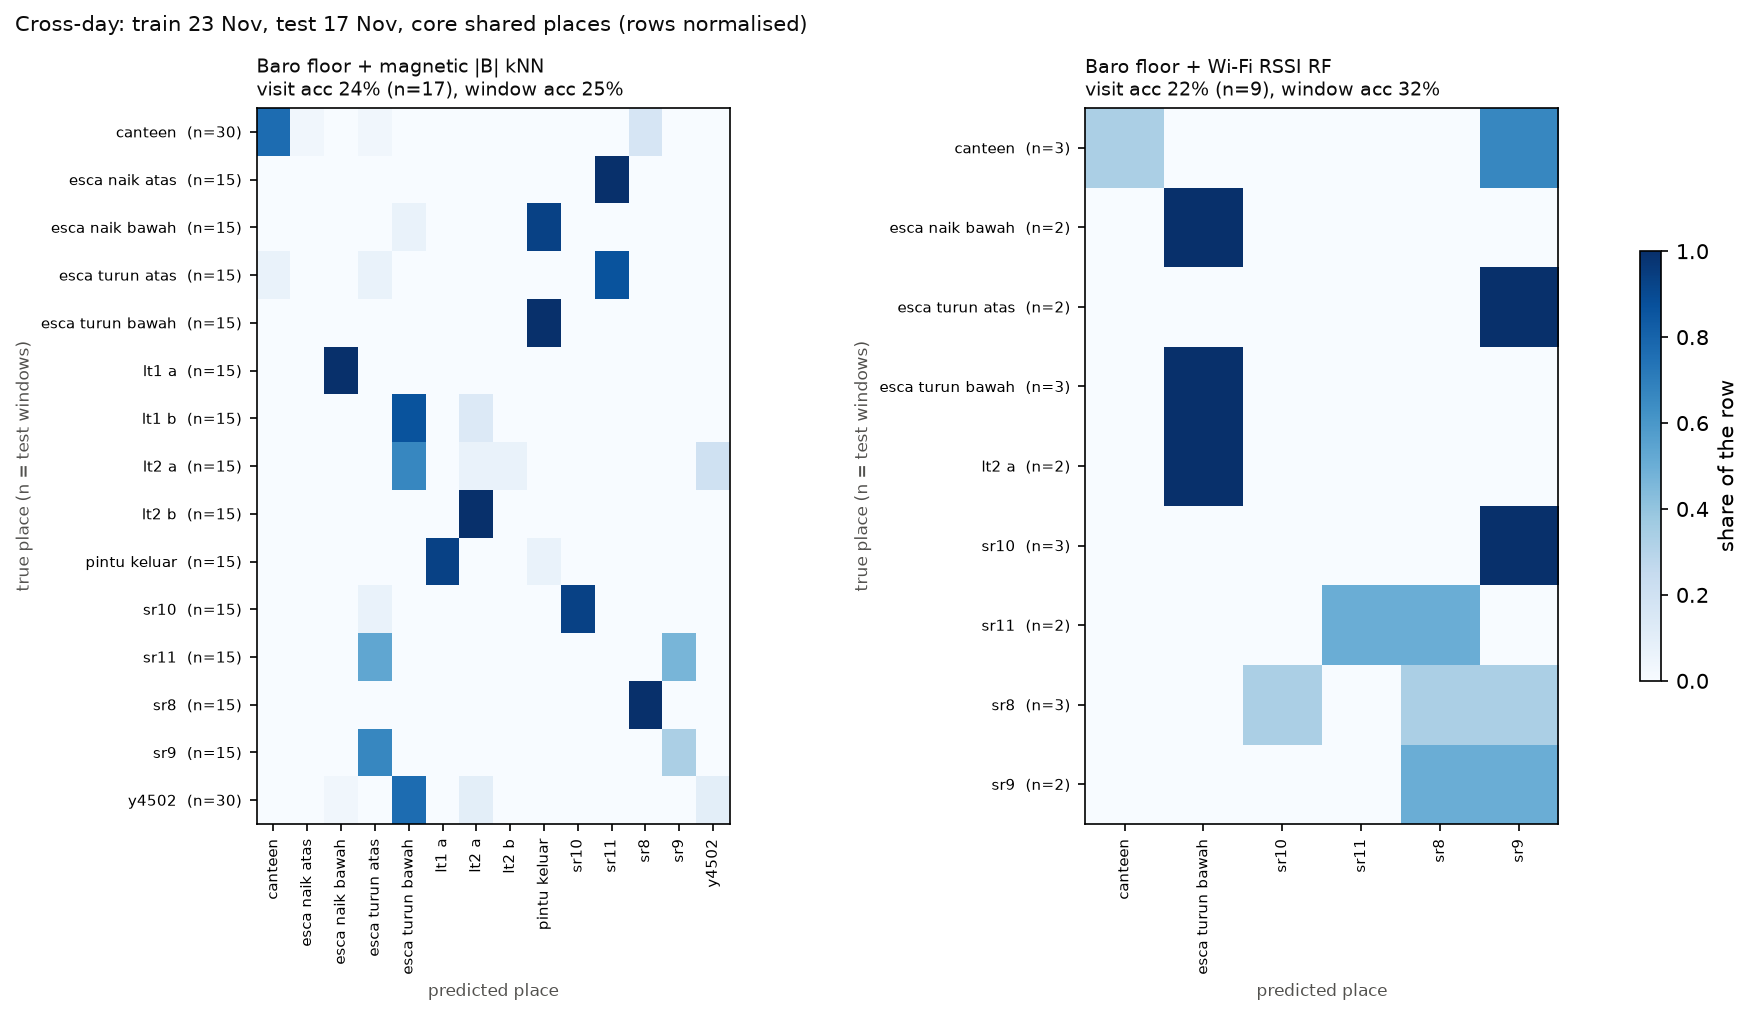 Cross-day: train 23 Nov, test 17 Nov, core shared places (rows normalised)
Baro floor + magnetic |B| kNN
visit acc 24% (n=17), window acc 25%
true place (n = test windows)
canteen (n=30)
esca naik atas (n=15)
esca naik bawah (n=15)
esca turun atas (n=15)
esca turun bawah (n=15)
lt1 a (n=15)
lt1 b (n=15)
lt2 a (n=15)
lt2 b (n=15)
pintu keluar (n=15)
sr10 (n=15)
sr11 (n=15)
sr8 (n=15)
sr9 (n=15)
y4502 (n=30)
canteen
esca naik atas
esca naik bawah
esca turun atas
esca turun bawah
lt1 a
lt2 a
lt2 b
pintu keluar
sr10
sr11
sr8
sr9
y4502
predicted place
Baro floor + Wi-Fi RSSI RF
visit acc 22% (n=9), window acc 32%
true place (n = test windows)
canteen (n=3)
esca naik bawah (n=2)
esca turun atas (n=2)
esca turun bawah (n=3)
lt2 a (n=2)
sr10 (n=3)
sr11 (n=2)
sr8 (n=3)
sr9 (n=2)
canteen
esca turun bawah
sr10
sr11
sr8
sr9
predicted place
1.0
0.8
0.6
0.4
0.2
0.0
share of the row